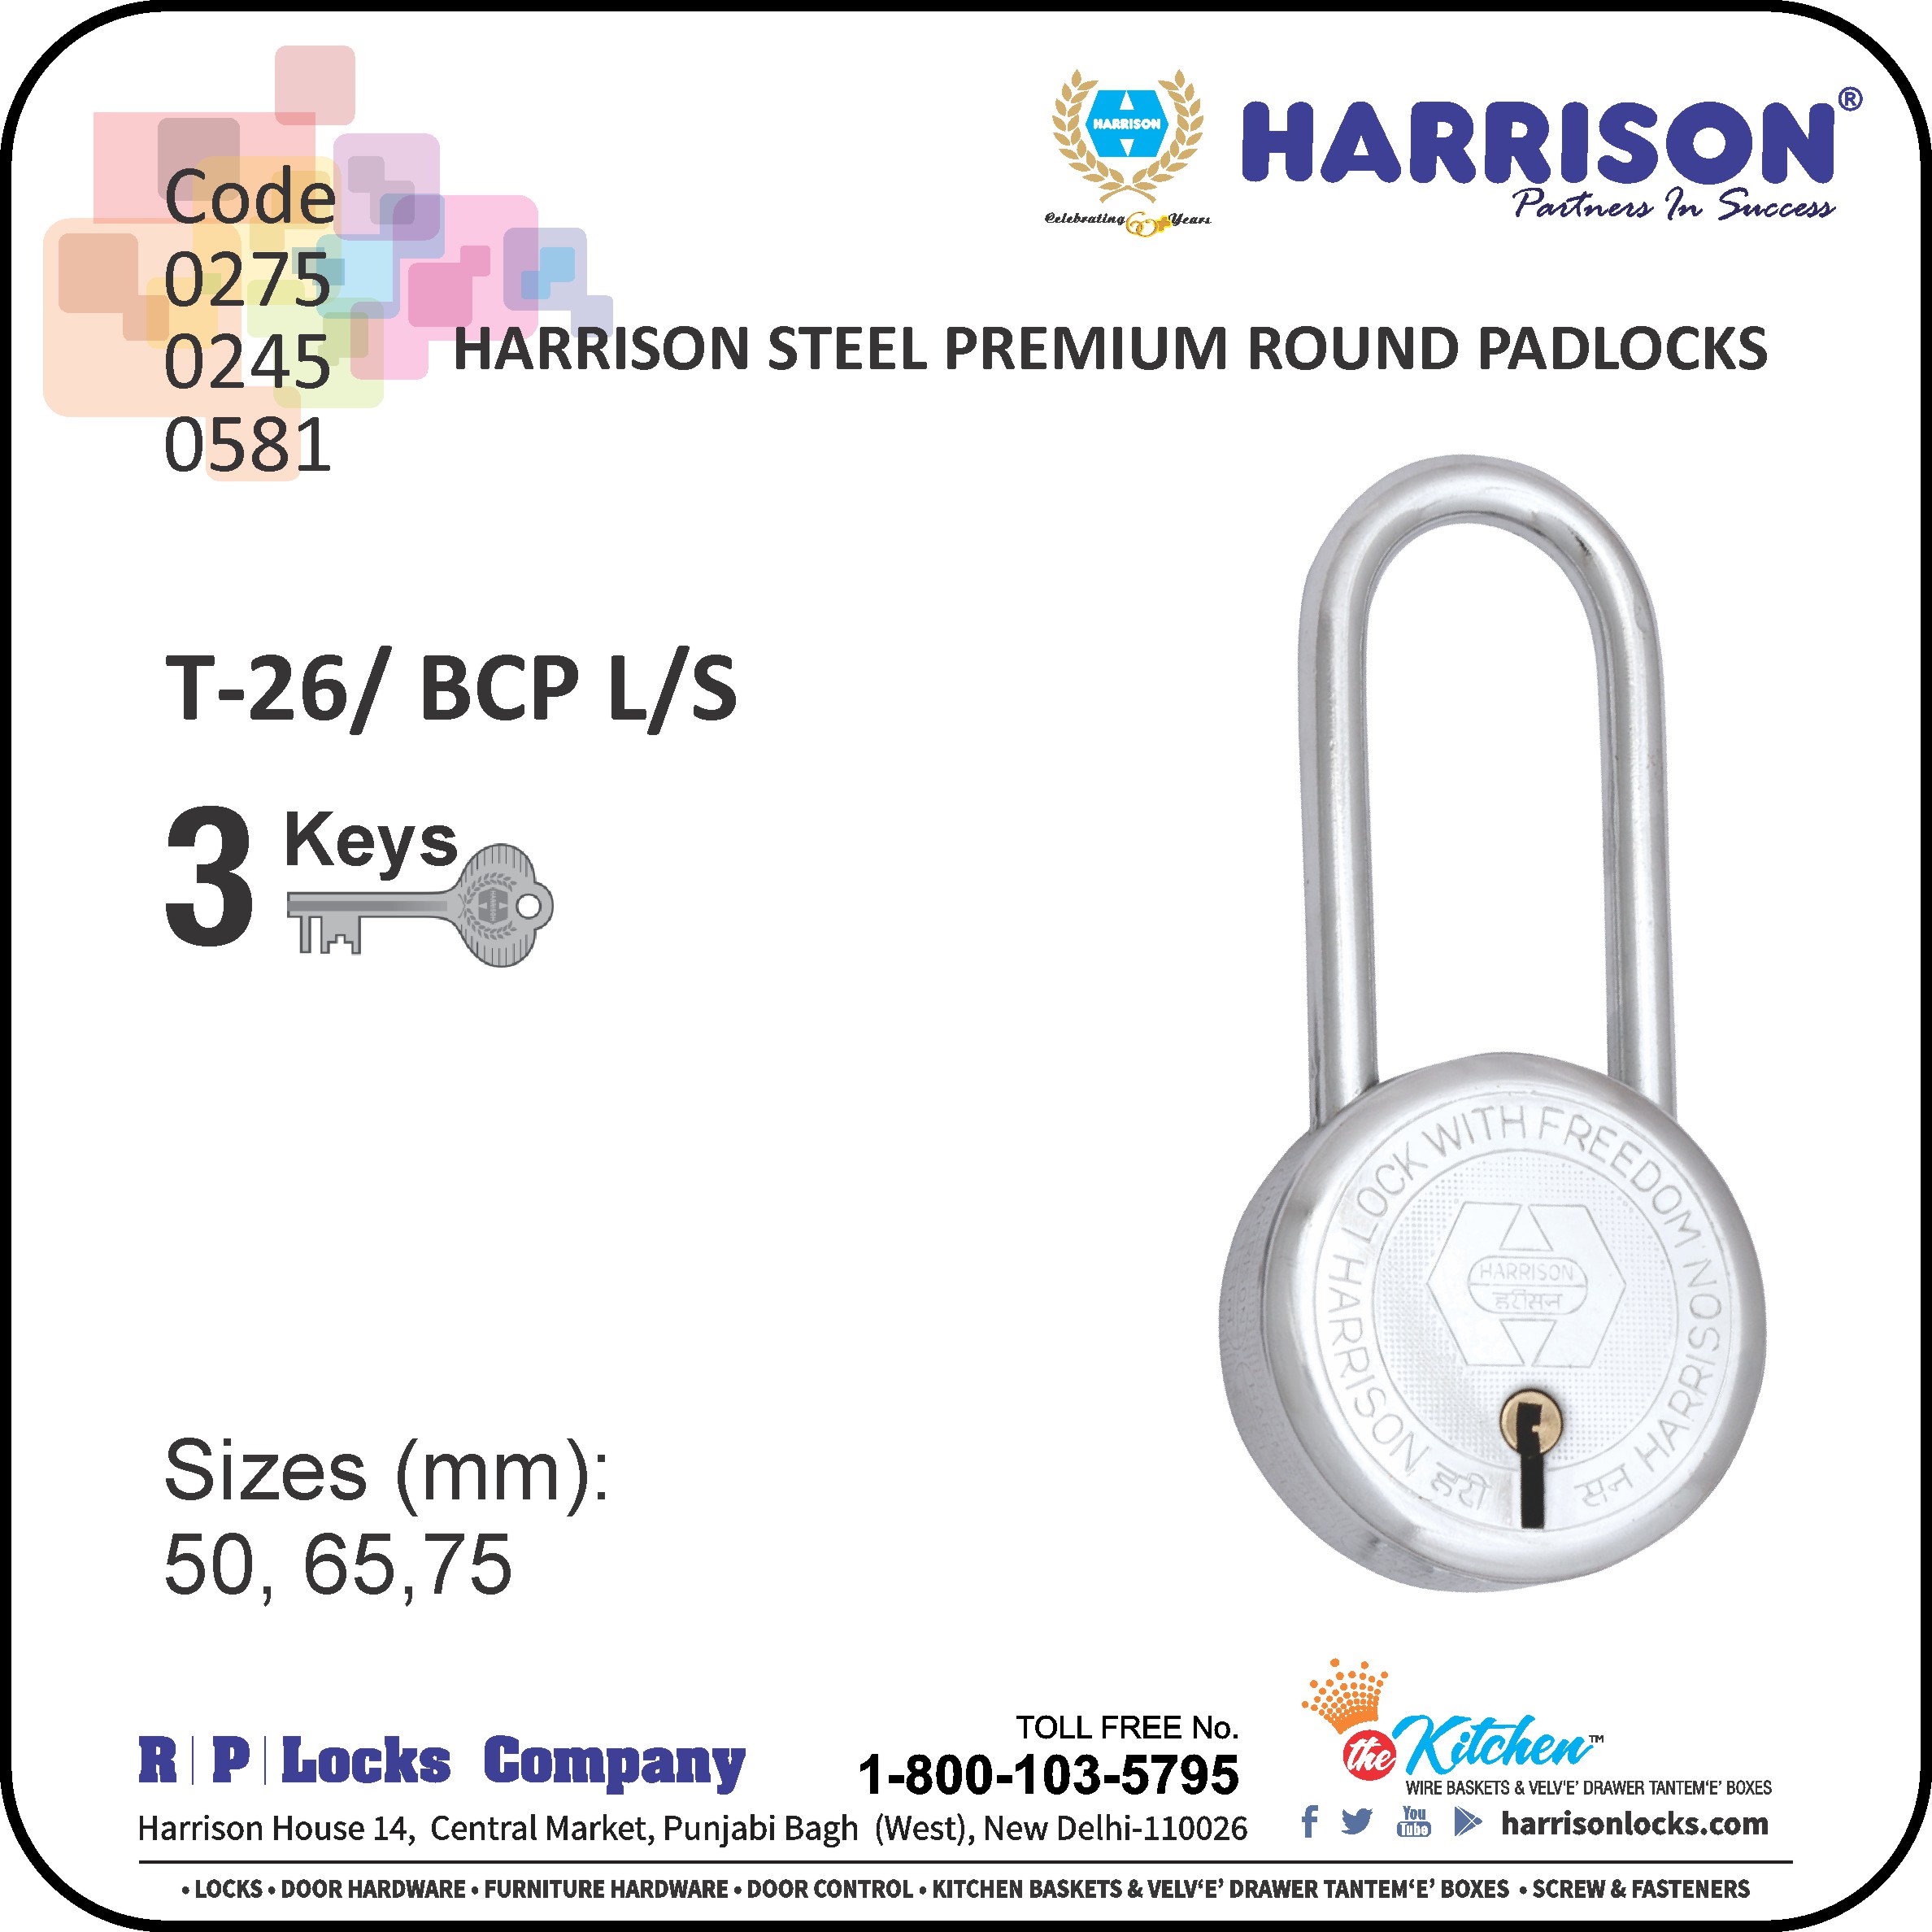 HARRISON
Celebrating 60+ Years
HARRISON®
Partners In Success
Code
0275
0245
0581
HARRISON STEEL PREMIUM ROUND PADLOCKS
T-26/ BCP L/S
3 Keys
HARRISON
HARRISON HARRAH LOCK WITH FREEDOM NOSIRRAH
HARRISON
हरीसन
हरी सन
Sizes (mm):
50, 65,75
R|P|Locks Company
TOLL FREE No.
1-800-103-5795
the Kitchen™
WIRE BASKETS & VELV'E' DRAWER TANTEM'E' BOXES
Harrison House 14, Central Market, Punjabi Bagh (West), New Delhi-110026
f You Tube harrisonlocks.com
• LOCKS • DOOR HARDWARE • FURNITURE HARDWARE • DOOR CONTROL • KITCHEN BASKETS & VELV‘E’ DRAWER TANTEM‘E’ BOXES • SCREW & FASTENERS